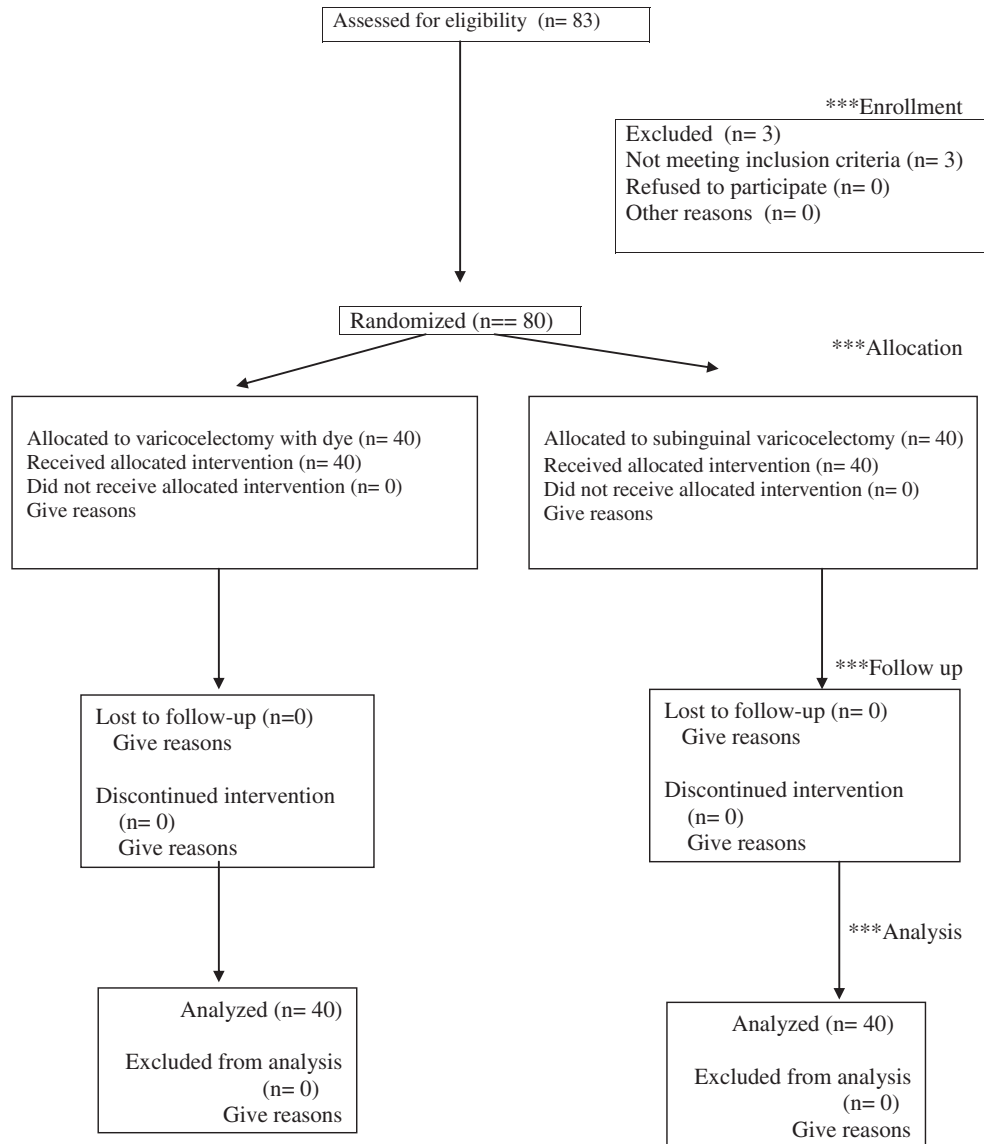 Assessed for eligibility (n= 83)
***Enrollment
Excluded (n= 3)
Not meeting inclusion criteria (n= 3)
Refused to participate (n= 0)
Other reasons (n= 0)
Randomized (n== 80)
***Allocation
Allocated to varicocelectomy with dye (n= 40)
Received allocated intervention (n= 40)
Did not receive allocated intervention (n= 0)
Give reasons
Allocated to subinguinal varicocelectomy (n= 40)
Received allocated intervention (n= 40)
Did not receive allocated intervention (n= 0)
Give reasons
***Follow up
Lost to follow-up (n=0)
Give reasons
Discontinued intervention
(n= 0)
Give reasons
Lost to follow-up (n= 0)
Give reasons
Discontinued intervention
(n= 0)
Give reasons
***Analysis
Analyzed (n= 40)
Excluded from analysis
(n= 0)
Give reasons
Analyzed (n= 40)
Excluded from analysis
(n= 0)
Give reasons